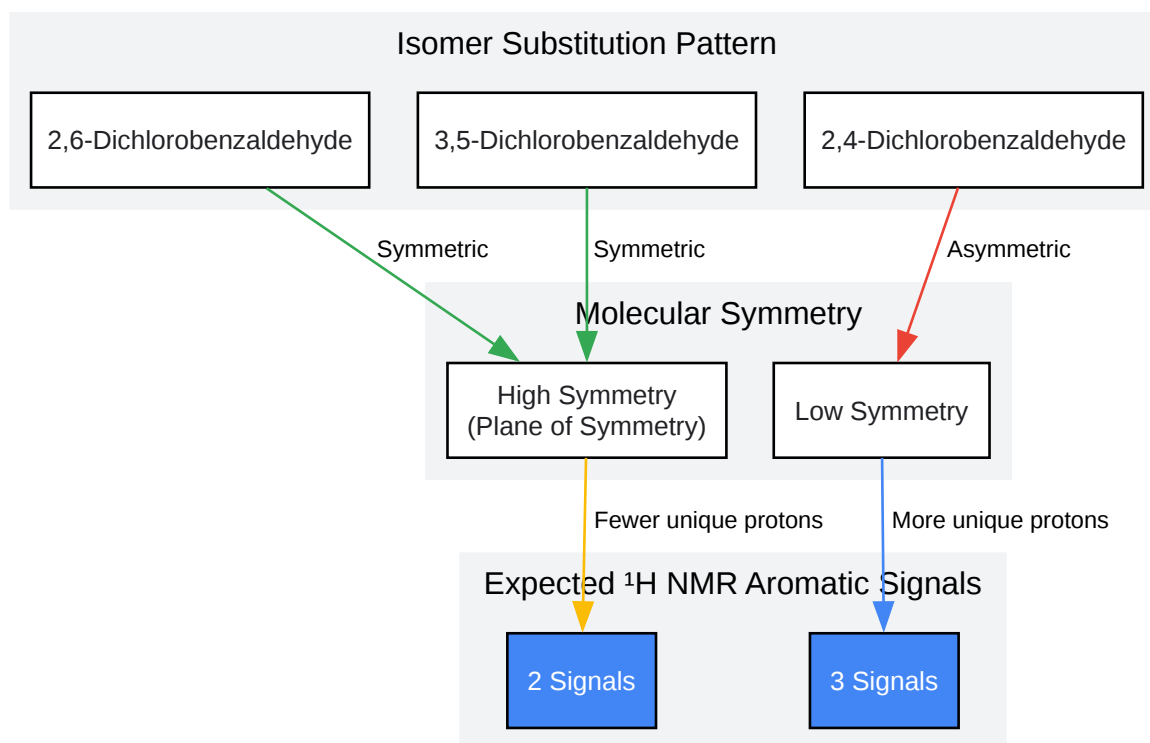 Isomer Substitution Pattern
2,6-Dichlorobenzaldehyde
3,5-Dichlorobenzaldehyde
2,4-Dichlorobenzaldehyde
Symmetric
Symmetric
Asymmetric
Molecular Symmetry
High Symmetry
(Plane of Symmetry)
Low Symmetry
Fewer unique protons
More unique protons
Expected ¹H NMR Aromatic Signals
2 Signals
3 Signals